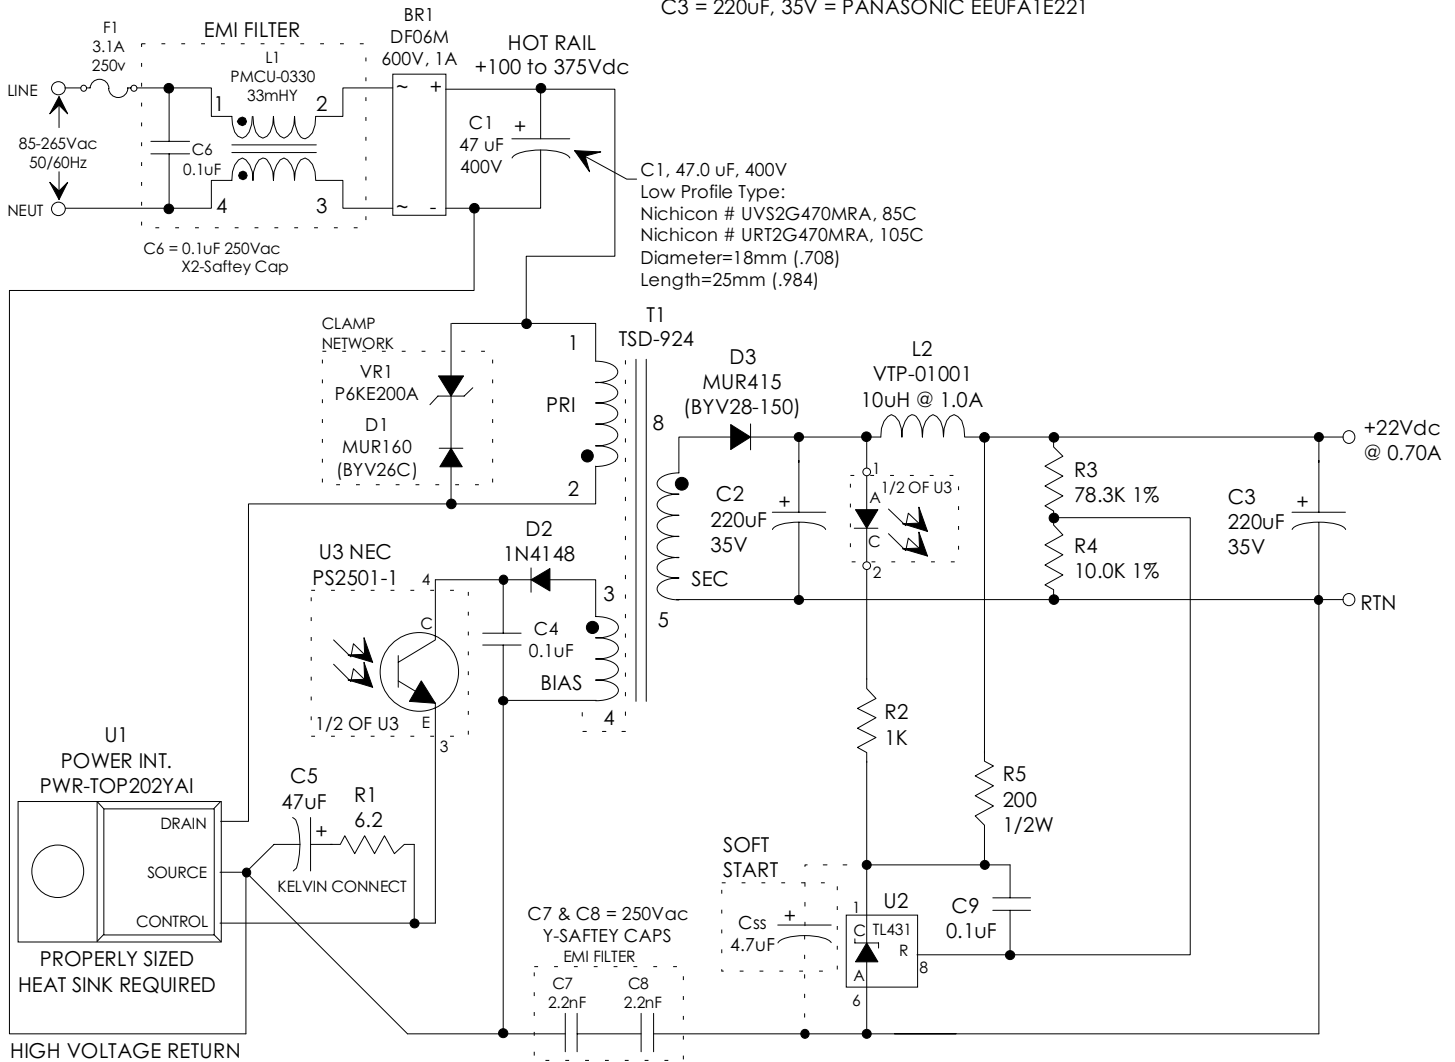 C3 = 220uF, 35V = PANASONIC EEUFA1E221
F1
3.1A
250v
EMI FILTER
L1
PMCU-0330
33mHY
BR1
DF06M
600V, 1A
HOT RAIL
+100 to 375Vdc
LINE
1
2
~
+
85-265Vac
50/60Hz
C6
0.1uF
C1
47 uF
400V
+
NEUT
4
3
~
-
C6 = 0.1uF 250Vac
X2-Saftey Cap
C1, 47.0 uF, 400V
Low Profile Type:
Nichicon # UVS2G470MRA, 85C
Nichicon # URT2G470MRA, 105C
Diameter=18mm (.708)
Length=25mm (.984)
CLAMP
NETWORK
VR1
P6KE200A
D1
MUR160
(BYV26C)
1
PRI
2
T1
TSD-924
8
D3
MUR415
(BYV28-150)
L2
VTP-01001
10uH @ 1.0A
+22Vdc
@ 0.70A
C2
220uF
35V
+
1
A
1/2 OF U3
C
2
R3
78.3K 1%
R4
10.0K 1%
C3
220uF
35V
+
SEC
5
RTN
U3 NEC
PS2501-1
4
C
E
3
1/2 OF U3
D2
1N4148
C4
0.1uF
3
BIAS
4
R2
1K
R5
200
1/2W
U1
POWER INT.
PWR-TOP202YAI
DRAIN
SOURCE
CONTROL
PROPERLY SIZED
HEAT SINK REQUIRED
C5
47uF
+
R1
6.2
KELVIN CONNECT
SOFT
START
Css
4.7uF
+
1
U2
C
TL431
R
A
8
6
C9
0.1uF
C7 & C8 = 250Vac
Y-SAFTEY CAPS
EMI FILTER
C7
2.2nF
C8
2.2nF
HIGH VOLTAGE RETURN